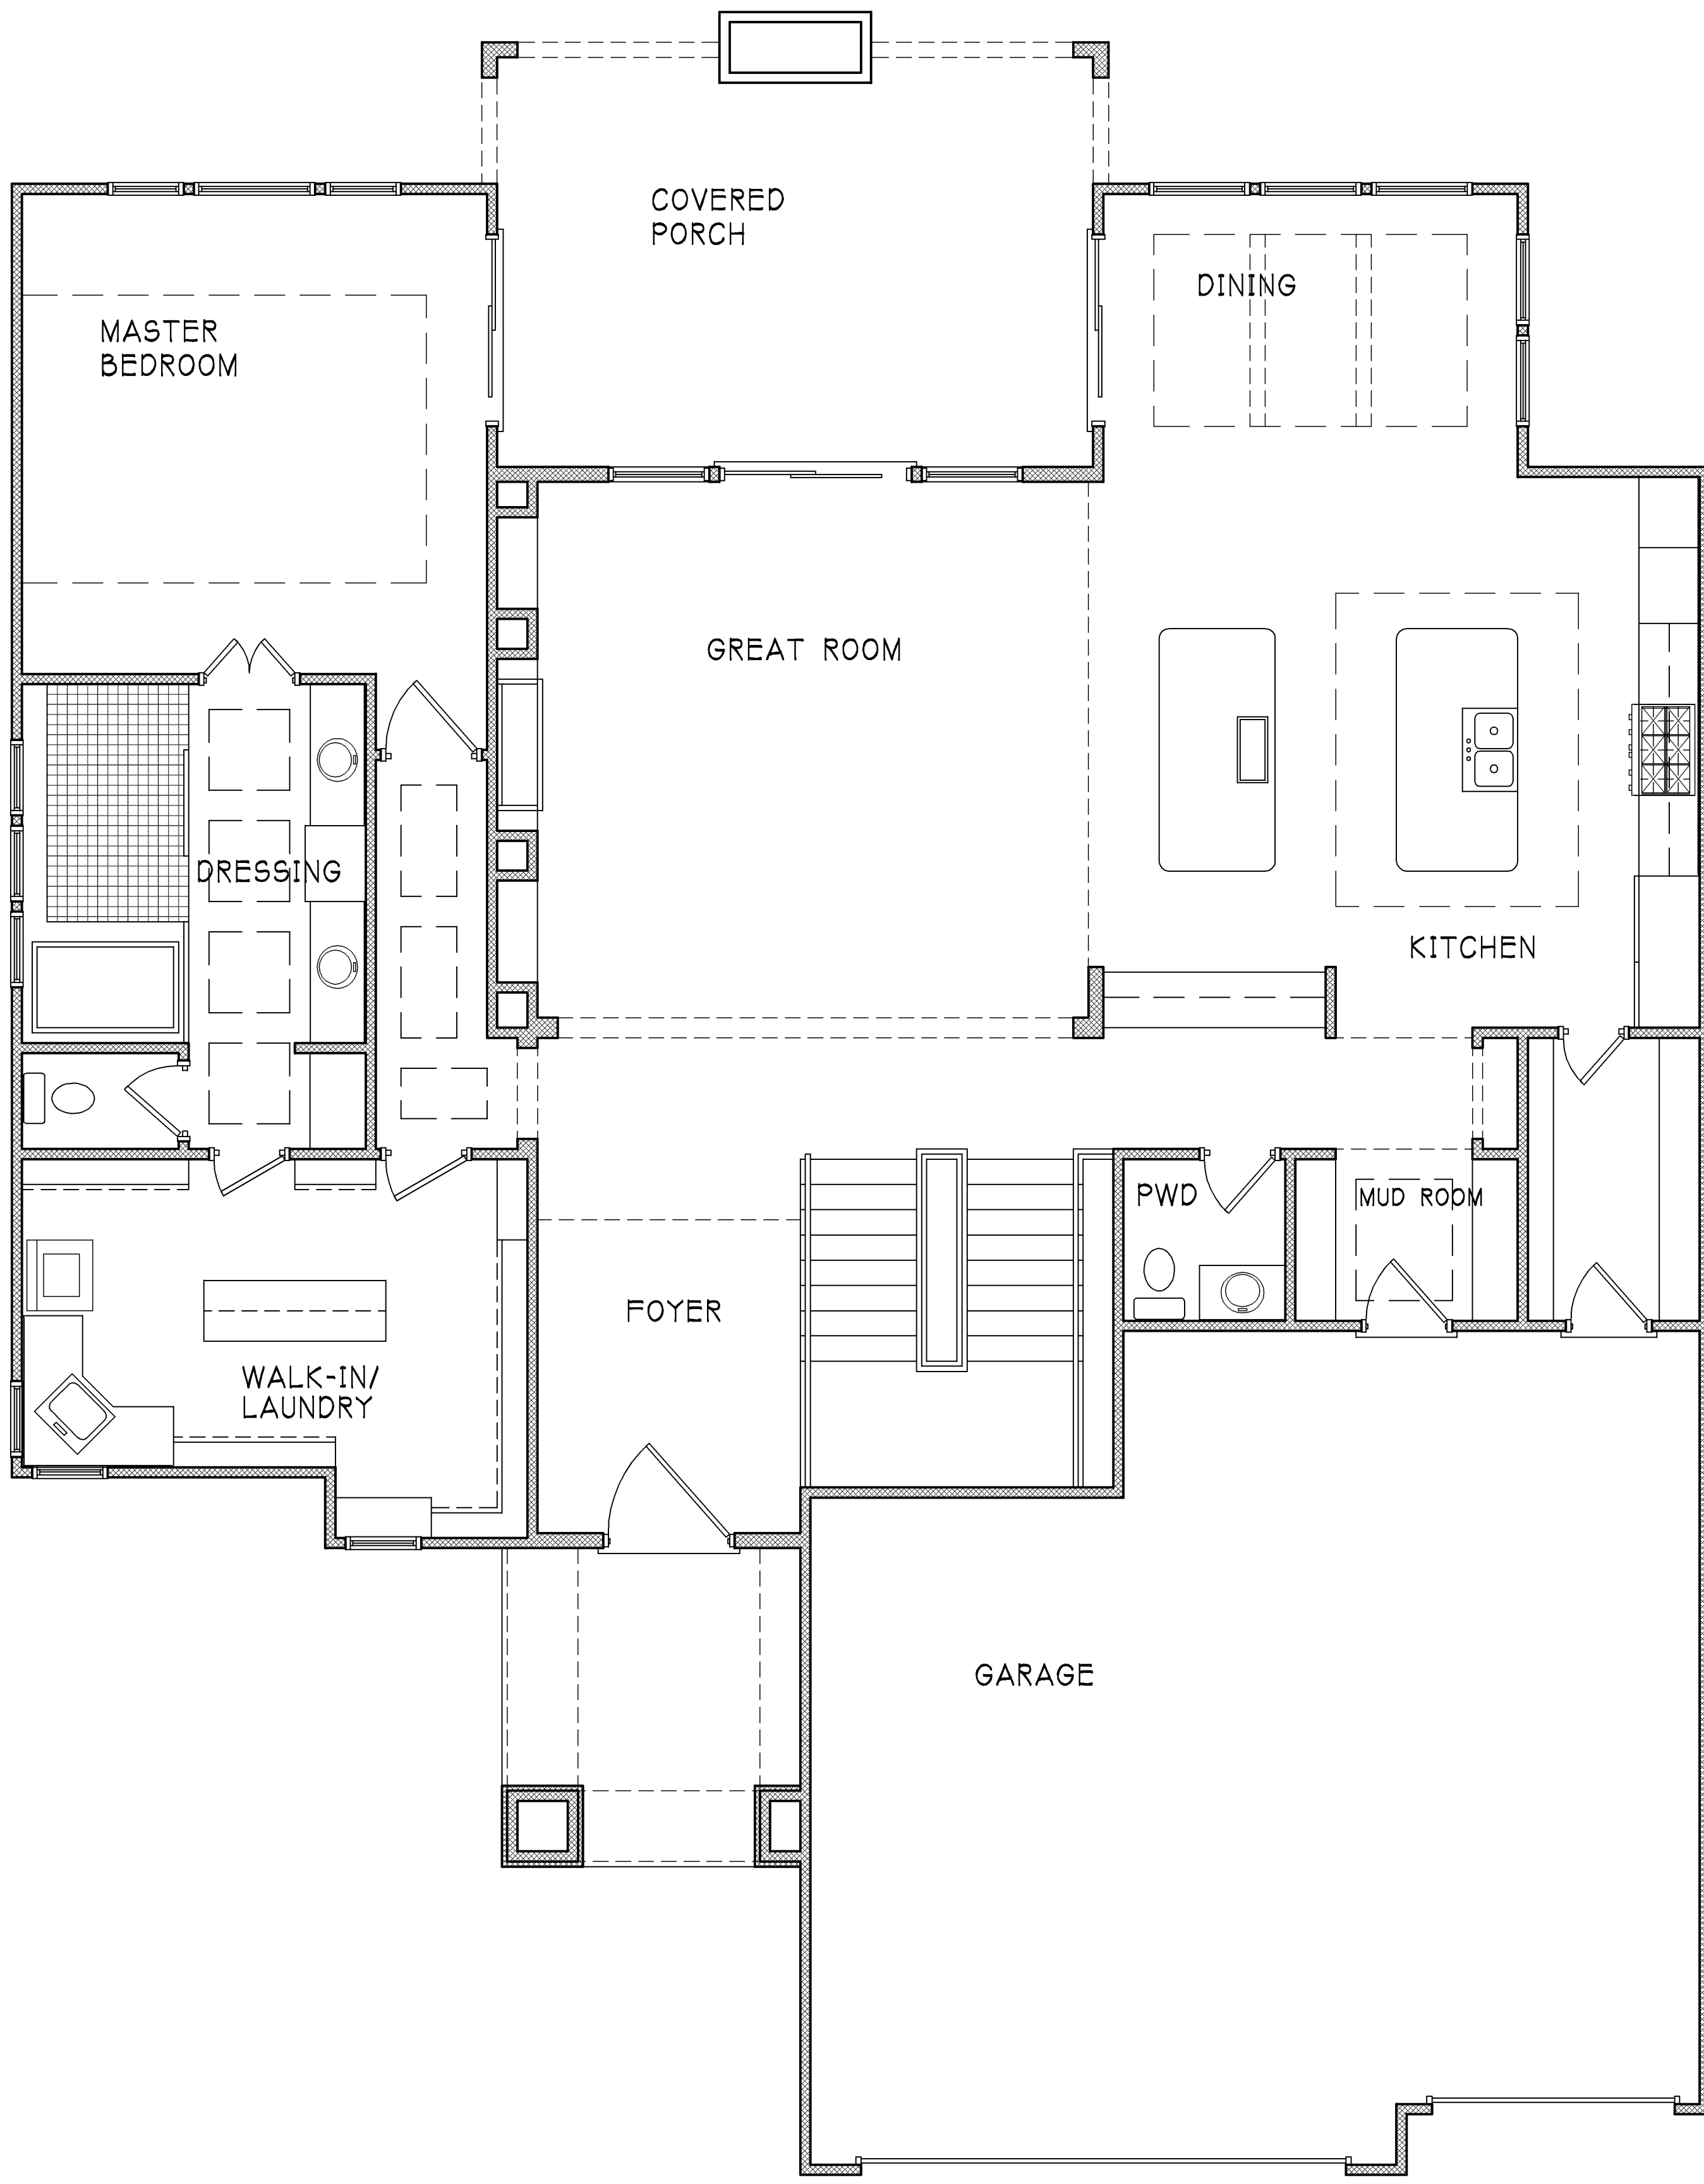 COVERED
PORCH
DINING
MASTER
BEDROOM
GREAT ROOM
DRESSING
KITCHEN
PWD
MUD ROOM
FOYER
WALK-IN/
LAUNDRY
GARAGE